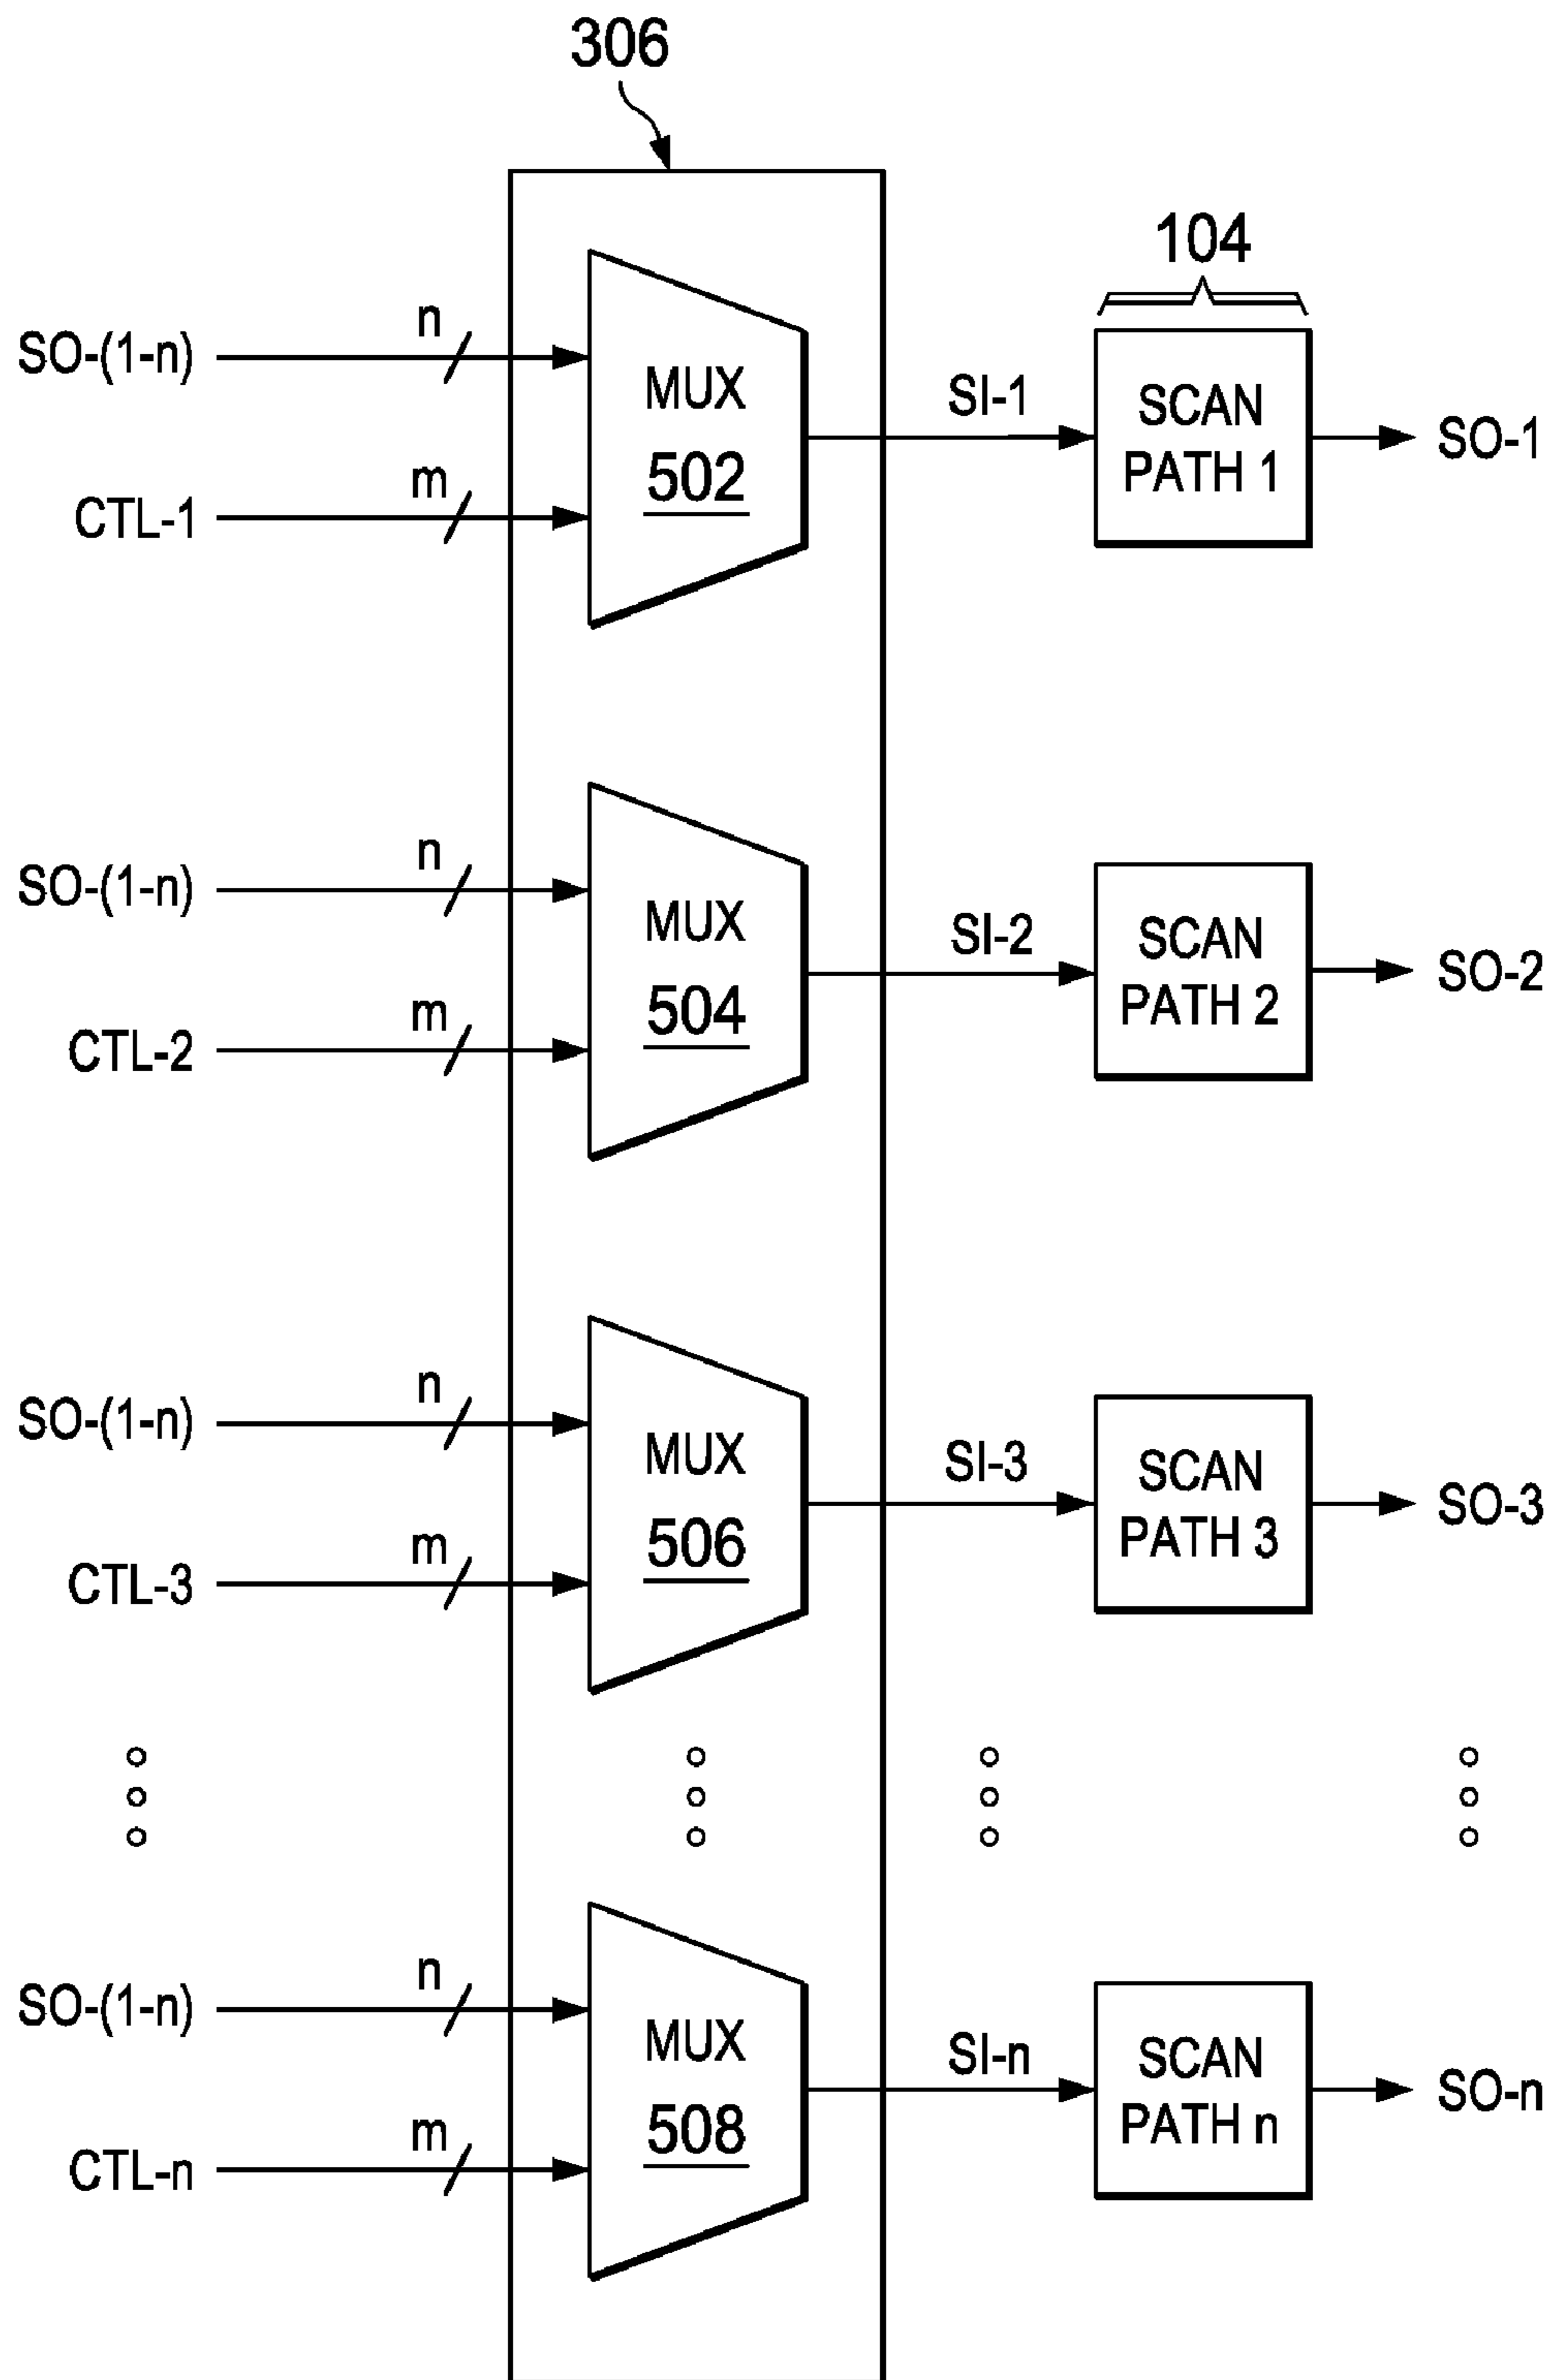 306
104
n
SO-(1-n)
MUX
502
SI-1
SCAN
PATH 1
SO-1
m
CTL-1
n
SO-(1-n)
MUX
504
SI-2
SCAN
PATH 2
SO-2
m
CTL-2
n
SO-(1-n)
MUX
506
SI-3
SCAN
PATH 3
SO-3
m
CTL-3
n
SO-(1-n)
MUX
508
SI-n
SCAN
PATH n
SO-n
m
CTL-n